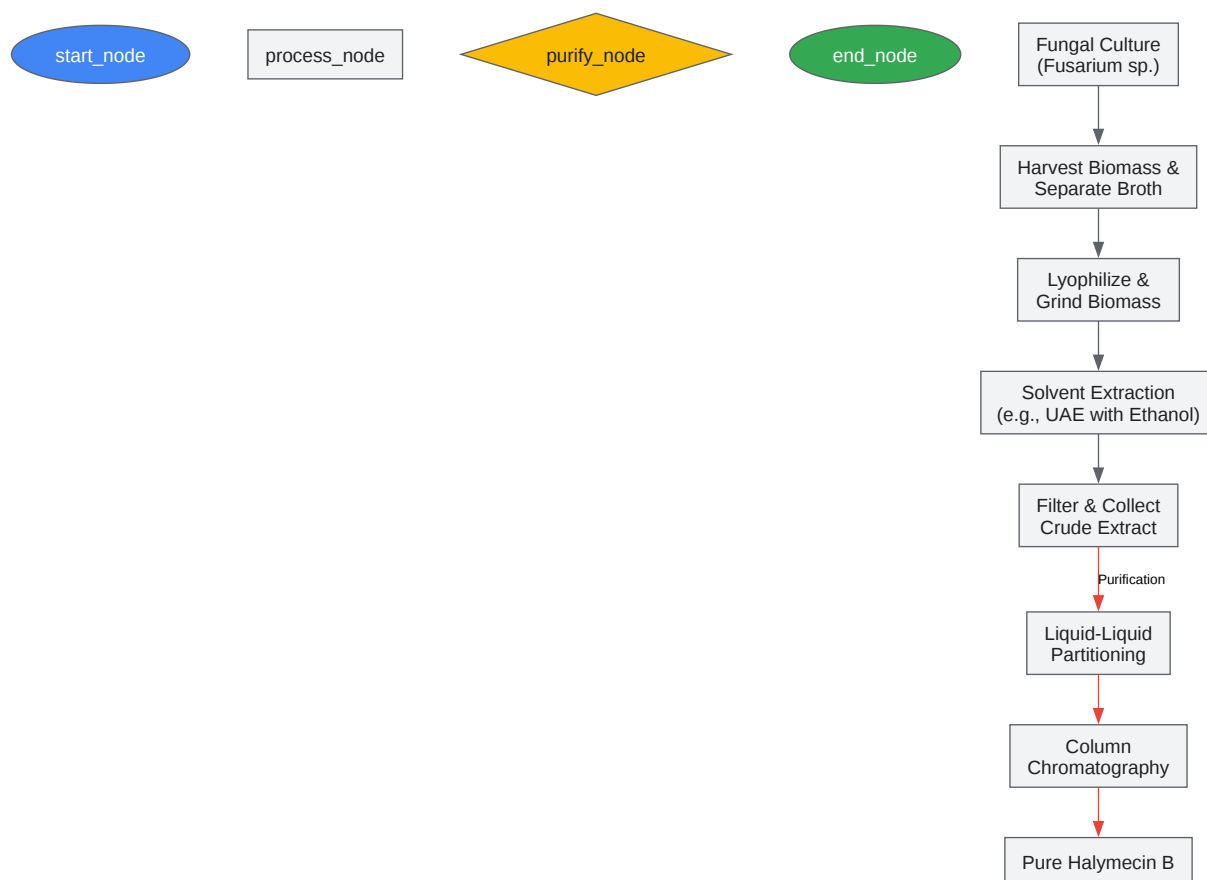 start_node
process_node
purify_node
end_node
Fungal Culture
(Fusarium sp.)
Harvest Biomass &
Separate Broth
Lyophilize &
Grind Biomass
Solvent Extraction
(e.g., UAE with Ethanol)
Filter & Collect
Crude Extract
Purification
Liquid-Liquid
Partitioning
Column
Chromatography
Pure Halymecin B